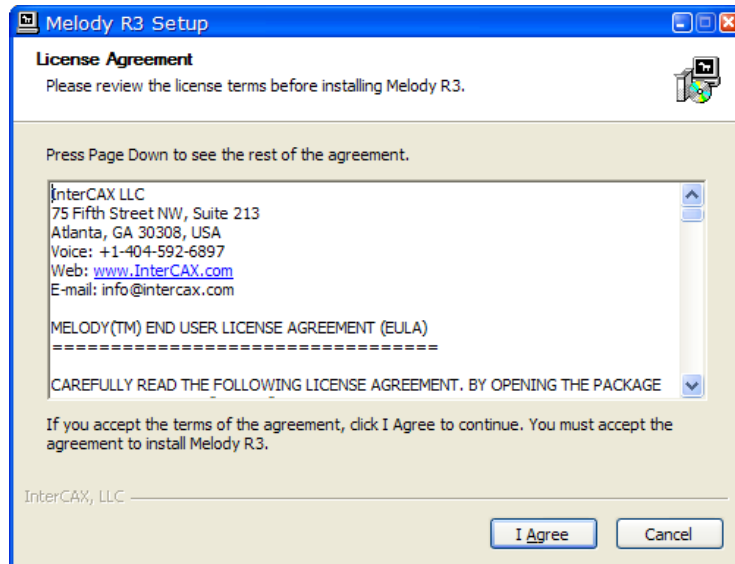 Melody R3 Setup
License Agreement
Please review the license terms before installing Melody R3.
Press Page Down to see the rest of the agreement.
InterCAX LLC
75 Fifth Street NW, Suite 213
Atlanta, GA 30308, USA
Voice: +1-404-592-6897
Web: www.InterCAX.com
E-mail: info@intercax.com
MELODY(TM) END USER LICENSE AGREEMENT (EULA)
=================================
CAREFULLY READ THE FOLLOWING LICENSE AGREEMENT. BY OPENING THE PACKAGE
If you accept the terms of the agreement, click I Agree to continue. You must accept the
agreement to install Melody R3.
InterCAX, LLC
I Agree Cancel